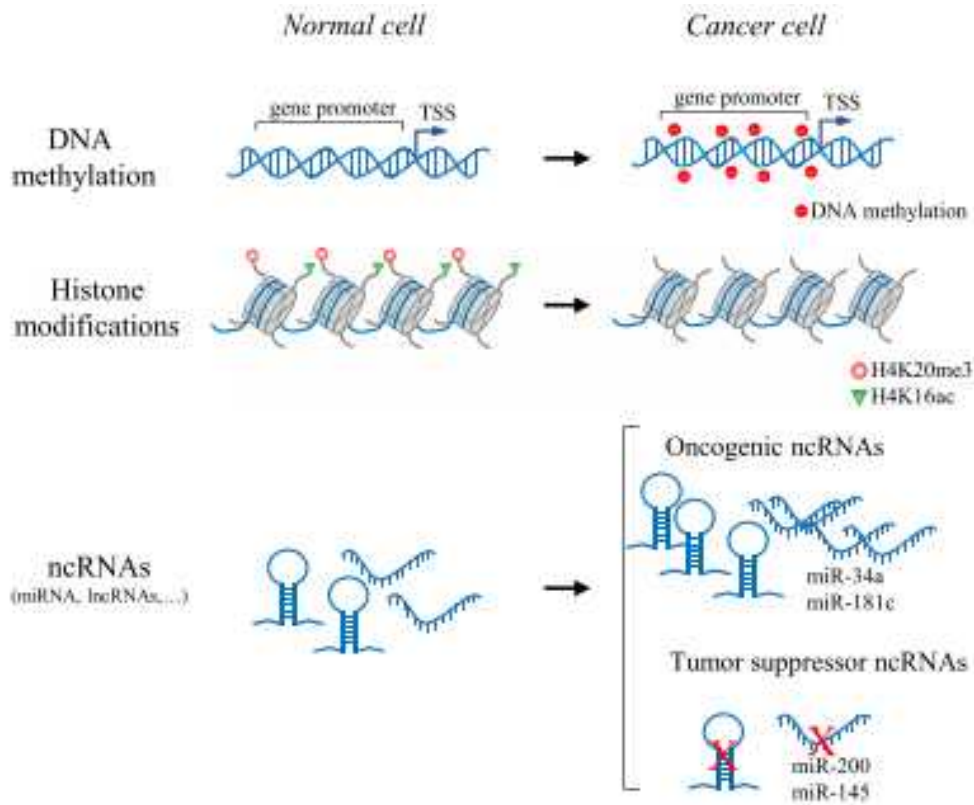 Normal cell
Cancer cell
DNA
methylation
gene promoter
TSS
gene promoter
TSS
DNA methylation
Histone
modifications
H4K20me3
H4K16ac
ncRNAs
(miRNA, lncRNAs,…)
Oncogenic ncRNAs
miR-34a
miR-181c
Tumor suppressor ncRNAs
miR-200
miR-145